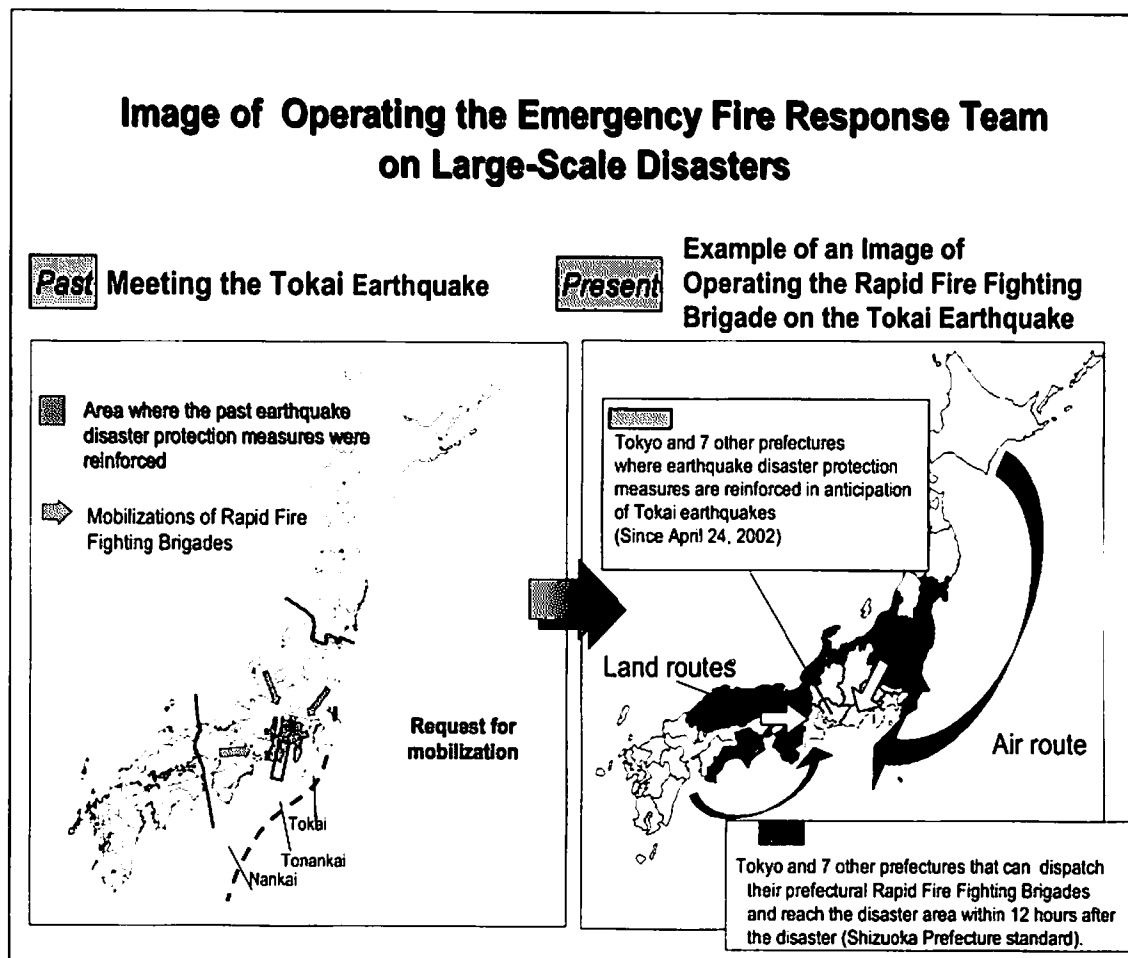 Image of Operating the Emergency Fire Response Team
on Large-Scale Disasters
Past Meeting the Tokai Earthquake
Present
Example of an Image of
Operating the Rapid Fire Fighting
Brigade on the Tokai Earthquake
Area where the past earthquake
disaster protection measures were
reinforced
Mobilizations of Rapid Fire
Fighting Brigades
Request for
mobilization
Tokai
Tonankai
Nankai
Tokyo and 7 other prefectures
where earthquake disaster protection
measures are reinforced in anticipation
of Tokai earthquakes
(Since April 24, 2002)
Land routes
Air route
Tokyo and 7 other prefectures that can dispatch
their prefectural Rapid Fire Fighting Brigades
and reach the disaster area within 12 hours after
the disaster (Shizuoka Prefecture standard).